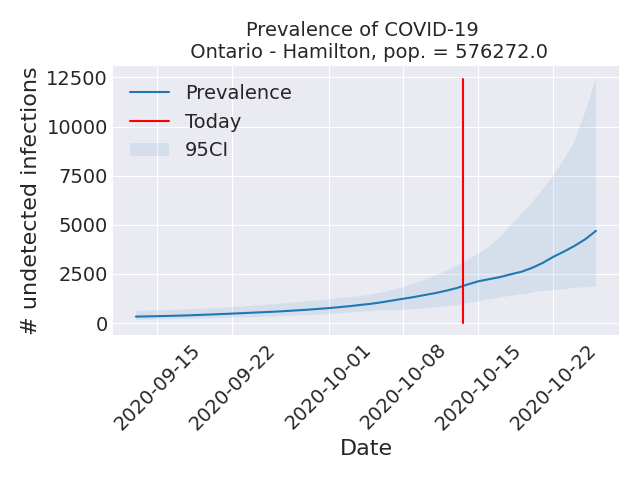 Prevalence of COVID-19
Ontario - Hamilton, pop. = 576272.0
# undetected infections
12500
10000
7500
5000
2500
0
Prevalence
Today
95CI
2020-09-15
2020-09-22
2020-10-01
2020-10-08
2020-10-15
2020-10-22
Date